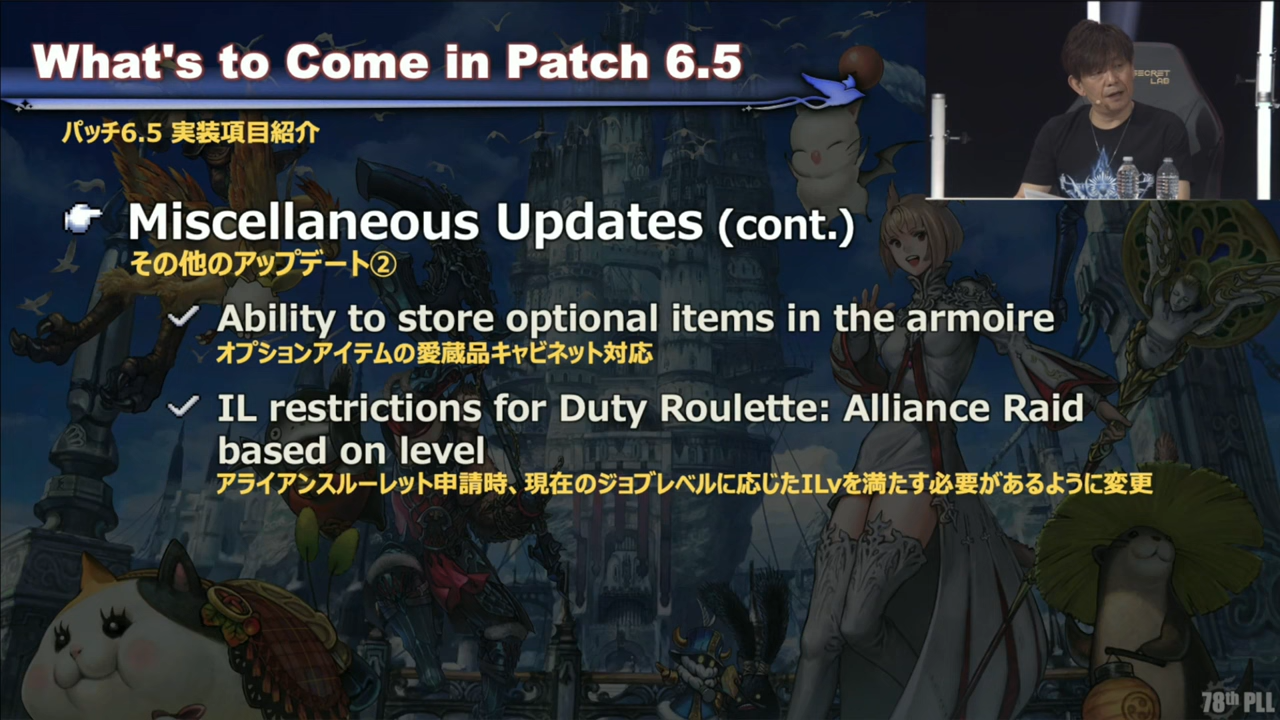 What's to Come in Patch 6.5
SECRET
LAB
パッチ6.5 実装項目紹介
Miscellaneous Updates (cont.)
その他のアップデート②
Ability to store optional items in the armoire
オプションアイテムの愛蔵品キャビネット対応
IL restrictions for Duty Roulette: Alliance Raid
based on level
アライアンスルーレット申請時、現在のジョブレベルに応じたILvを満たす必要があるように変更
78th PLL